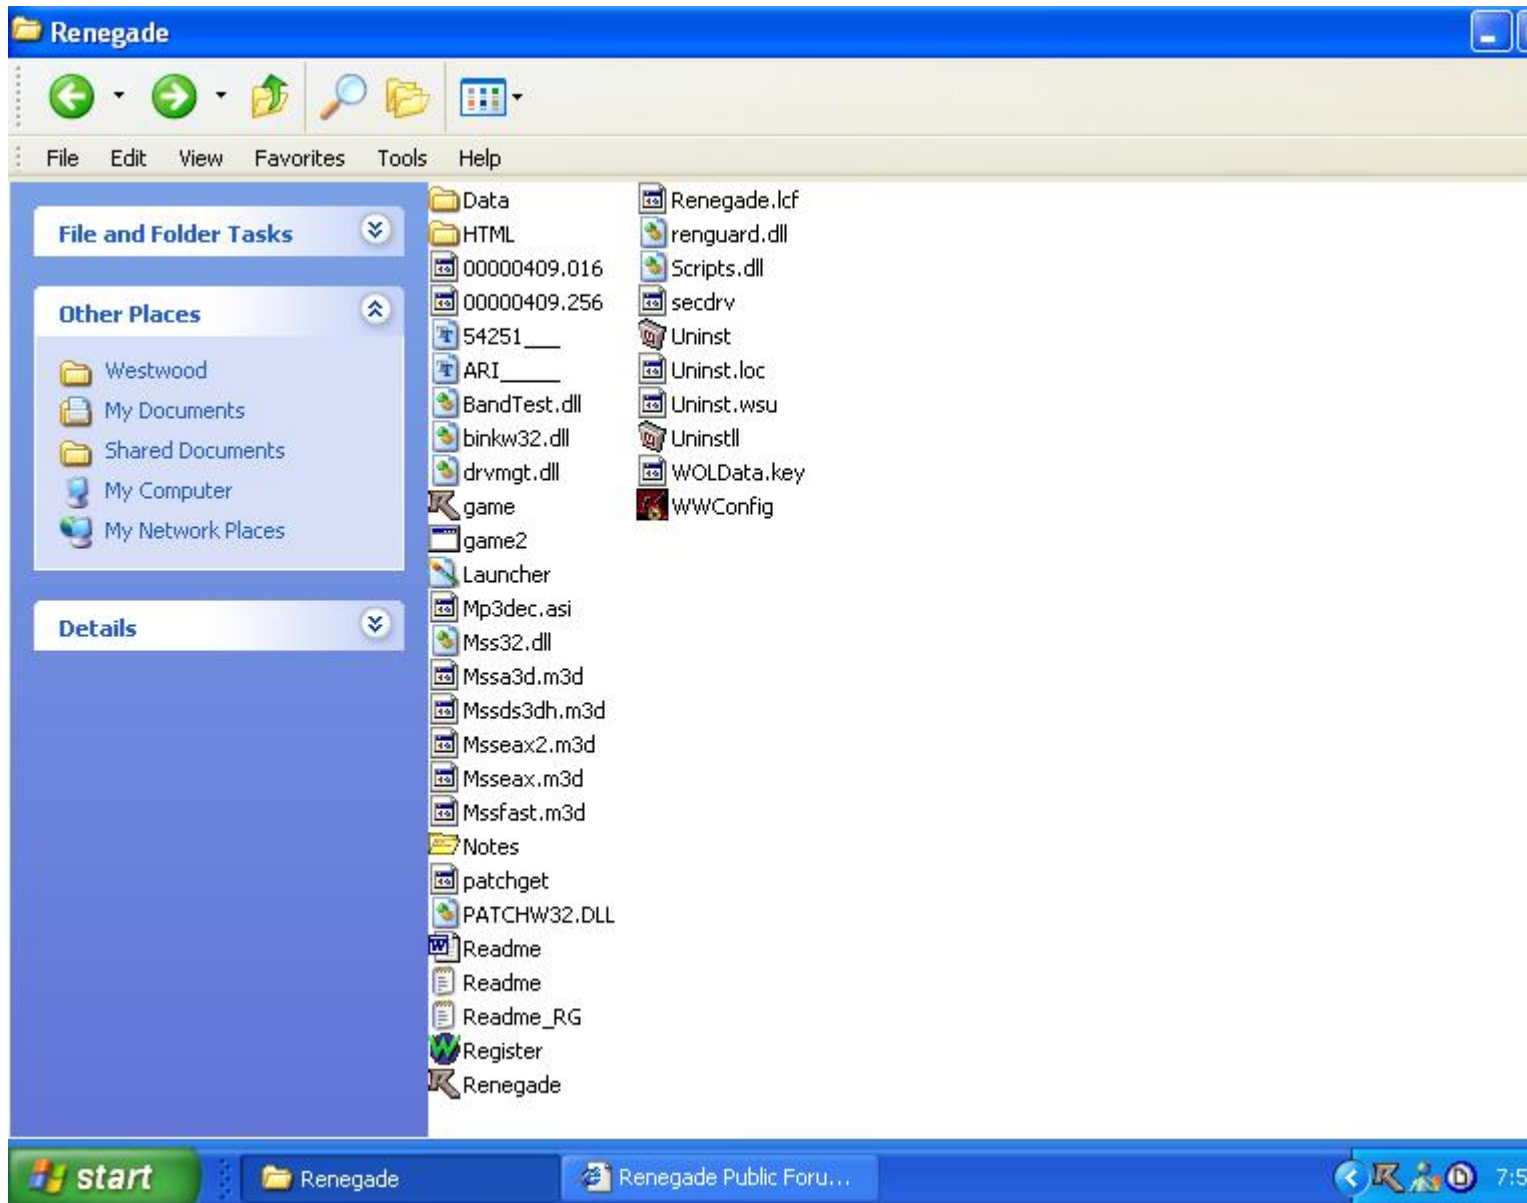 Renegade
File Edit View Favorites Tools Help
File and Folder Tasks
Other Places
Westwood
My Documents
Shared Documents
My Computer
My Network Places
Details
Data
HTML
00000409.016
00000409.256
54251___
ARI_____
BandTest.dll
binkw32.dll
drvmgt.dll
game
game2
Launcher
Mp3dec.asi
Mss32.dll
Mssa3d.m3d
Mssds3dh.m3d
Msseax2.m3d
Msseax.m3d
Mssfast.m3d
Notes
patchget
PATCHW32.DLL
Readme
Readme
Readme_RG
Register
Renegade
Renegade.lcf
renguard.dll
Scripts.dll
secdrv
Uninst
Uninst.loc
Uninst.wsu
Uninstll
WOLData.key
WWConfig
start Renegade Renegade Public Foru... 7:5